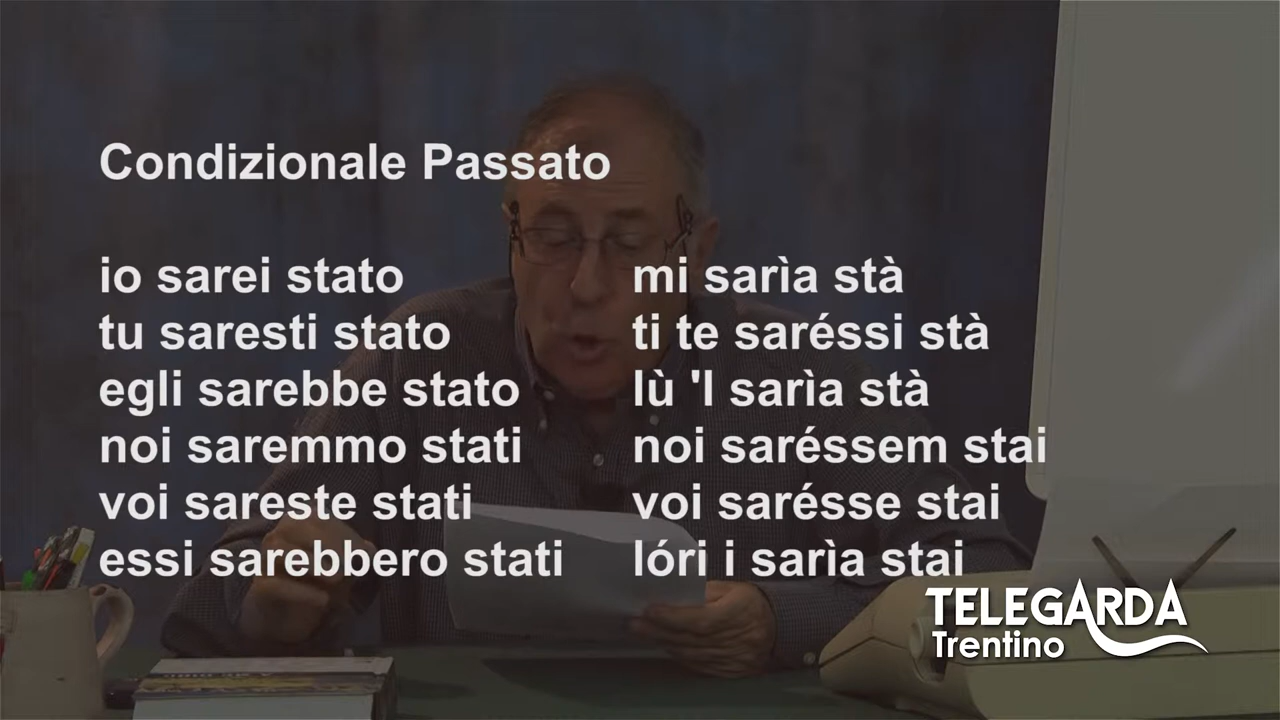 Condizionale Passato
io sarei stato mi sarìa stà
tu saresti stato ti te saréssi stà
egli sarebbe stato lù 'l sarìa stà
noi saremmo stati noi saréssem stai
voi sareste stati voi sarésse stai
essi sarebbero stati lóri i sarìa stai
TELEGARDA
Trentino